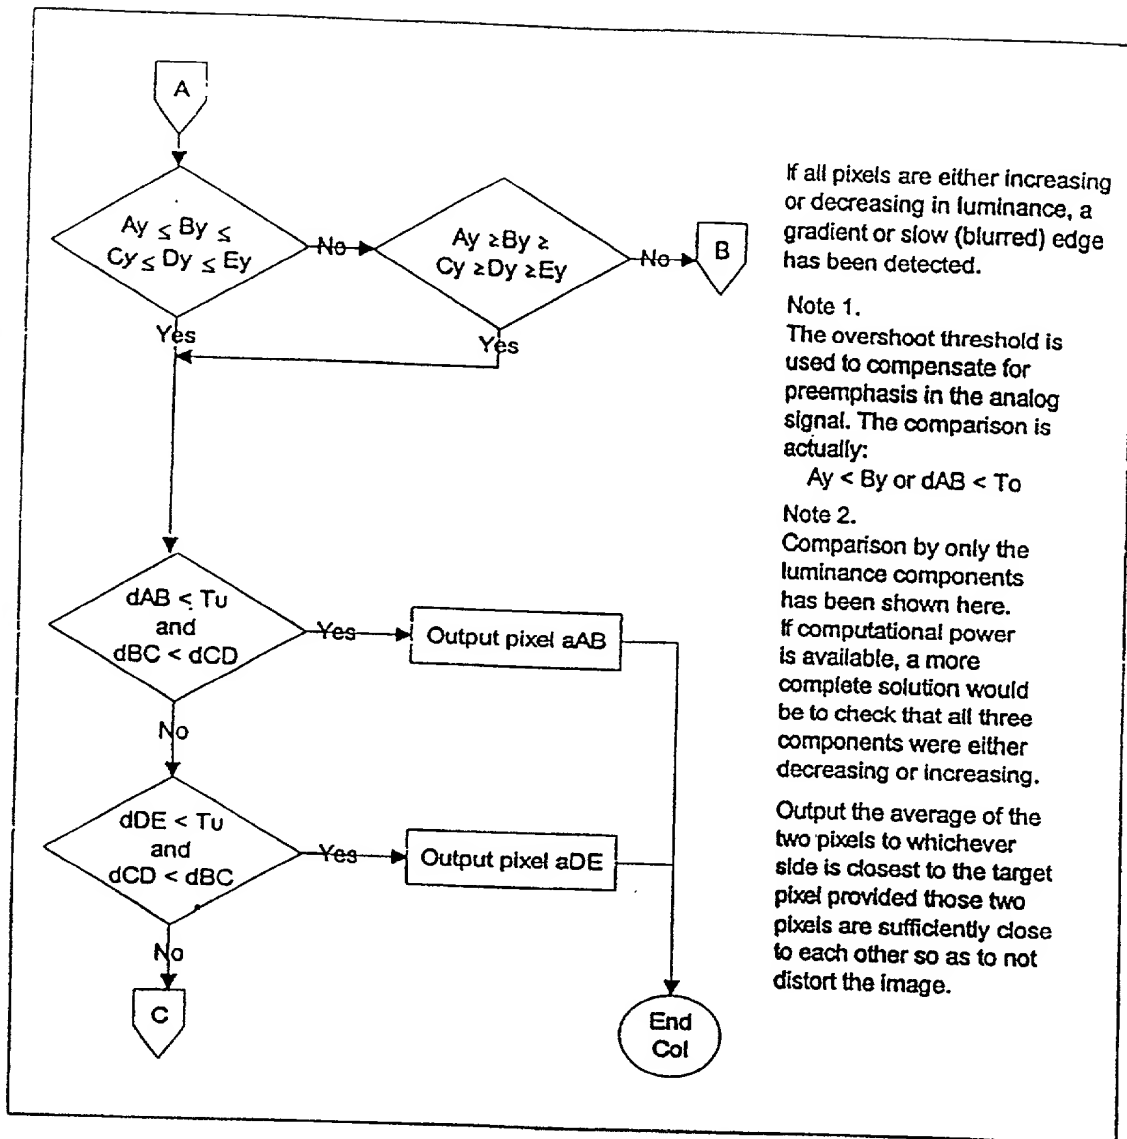 A
Ay ≤ By ≤
Cy ≤ Dy ≤ Ey
No
Ay ≥By ≥
Cy ≥Dy ≥Ey
No
B
Yes
Yes
dAB < Tu
and
dBC < dCD
Yes
Output pixel aAB
No
dDE < Tu
and
dCD < dBC
Yes
Output pixel aDE
No
C
End
Col
If all pixels are either increasing
or decreasing in luminance, a
gradient or slow (blurred) edge
has been detected.
Note 1.
The overshoot threshold is
used to compensate for
preemphasis in the analog
signal. The comparison is
actually:
Ay < By or dAB < To
Note 2.
Comparison by only the
luminance components
has been shown here.
If computational power
is available, a more
complete solution would
be to check that all three
components were either
decreasing or increasing.
Output the average of the
two pixels to whichever
side is closest to the target
pixel provided those two
pixels are sufficiently close
to each other so as to not
distort the image.